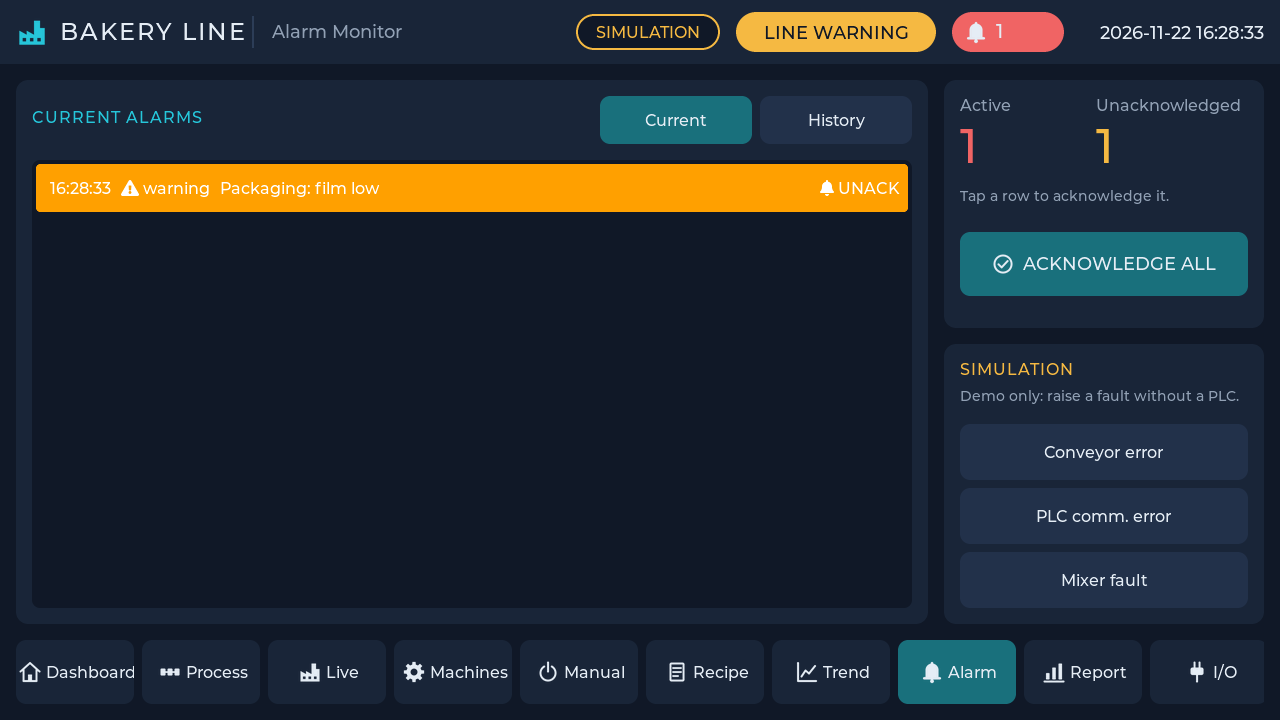 BAKERY LINE
Alarm Monitor
SIMULATION
LINE WARNING
1
2026-11-22 16:28:33
CURRENT ALARMS
Current
History
16:28:33 warning Packaging: film low UNACK
Active
Unacknowledged
1
1
Tap a row to acknowledge it.
ACKNOWLEDGE ALL
SIMULATION
Demo only: raise a fault without a PLC.
Conveyor error
PLC comm. error
Mixer fault
Dashboard
Process
Live
Machines
Manual
Recipe
Trend
Alarm
Report
I/O